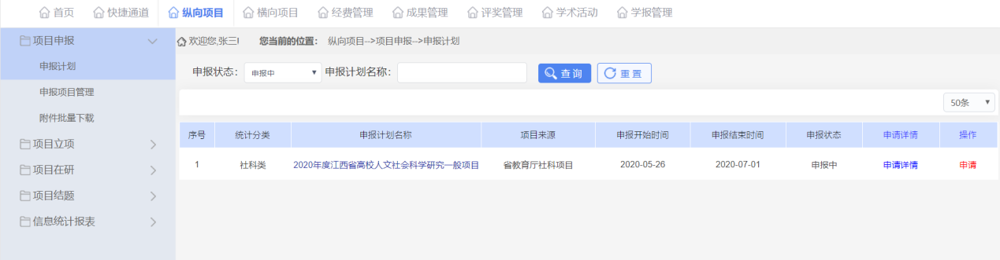 首页 快捷通道 纵向项目 横向项目 经费管理 成果管理 评奖管理 学术活动 学报管理
项目申报
申报计划
申报项目管理
附件批量下载
项目立项
项目在研
项目结题
信息统计报表
欢迎您,张三! 您当前的位置: 纵向项目-->项目申报-->申报计划
申报状态: 申报中 申报计划名称: 查询 重置
50条
序号 统计分类 申报计划名称 项目来源 申报开始时间 申报结束时间 申报状态 申请详情 操作
1 社科类 2020年度江西省高校人文社会科学研究一般项目 省教育厅社科项目 2020-05-26 2020-07-01 申报中 申请详情 申请